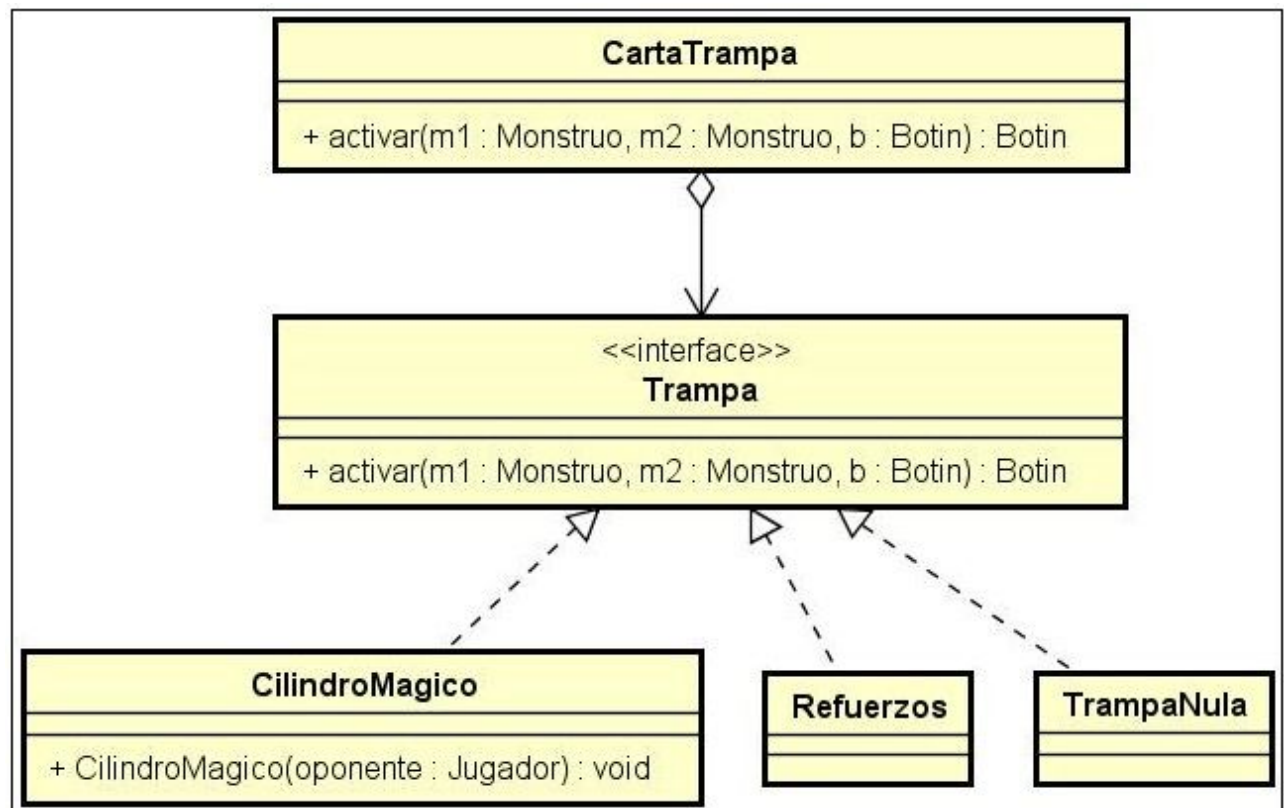 CartaTrampa
+ activar(m1 : Monstruo, m2 : Monstruo, b : Botin) : Botin
<<interface>>
Trampa
+ activar(m1 : Monstruo, m2 : Monstruo, b : Botin) : Botin
CilindroMagico
+ CilindroMagico(oponente : Jugador) : void
Refuerzos
TrampaNula